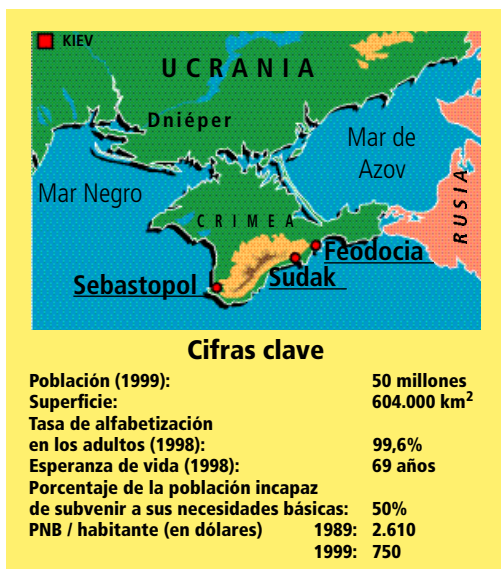 KIEV
UCRANIA
Dniéper
Mar de
Azov
Mar Negro
RUSIA
CRIMEA
Feodocia
Sudak
Sebastopol
Cifras clave
Población (1999): 50 millones
Superficie: 604.000 km²
Tasa de alfabetización
en los adultos (1998): 99,6%
Esperanza de vida (1998): 69 años
Porcentaje de la población incapaz
de subvenir a sus necesidades básicas: 50%
PNB / habitante (en dólares) 1989: 2.610
1999: 750